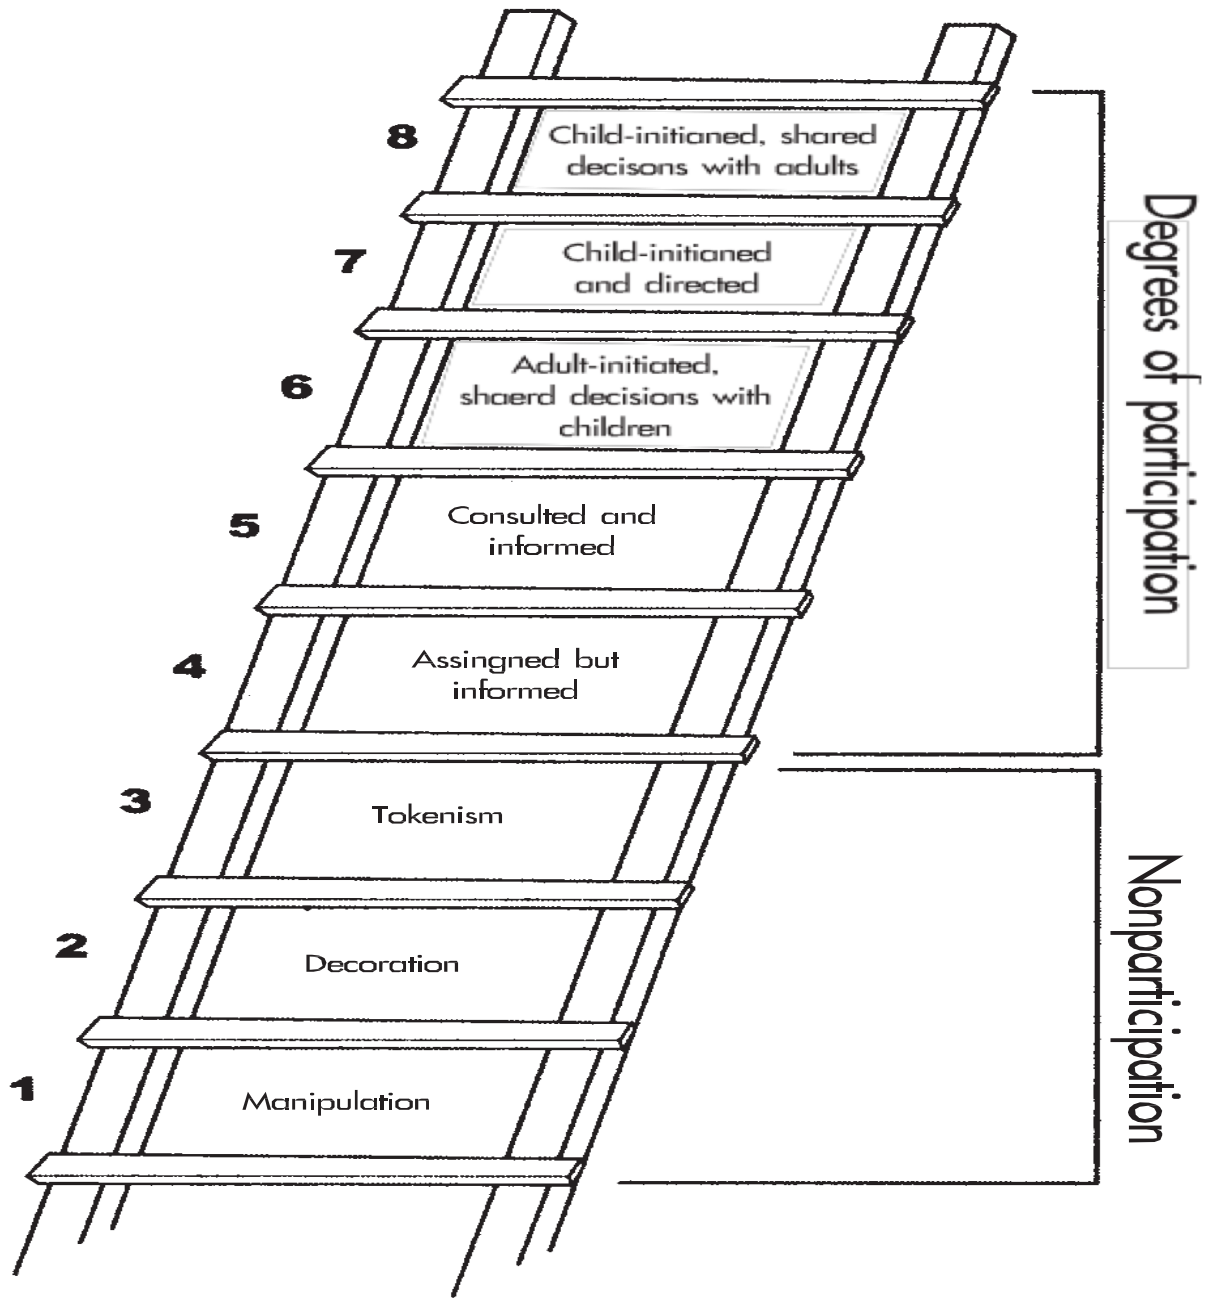 8
Child-initianed, shared
decisons with adults
7
Child-initianed
and directed
6
Adult-initiated,
shaerd decisions with
children
5
Consulted and
informed
4
Assingned but
informed
3
Tokenism
2
Decoration
1
Manipulation
Degrees of participation
Nonparticipation